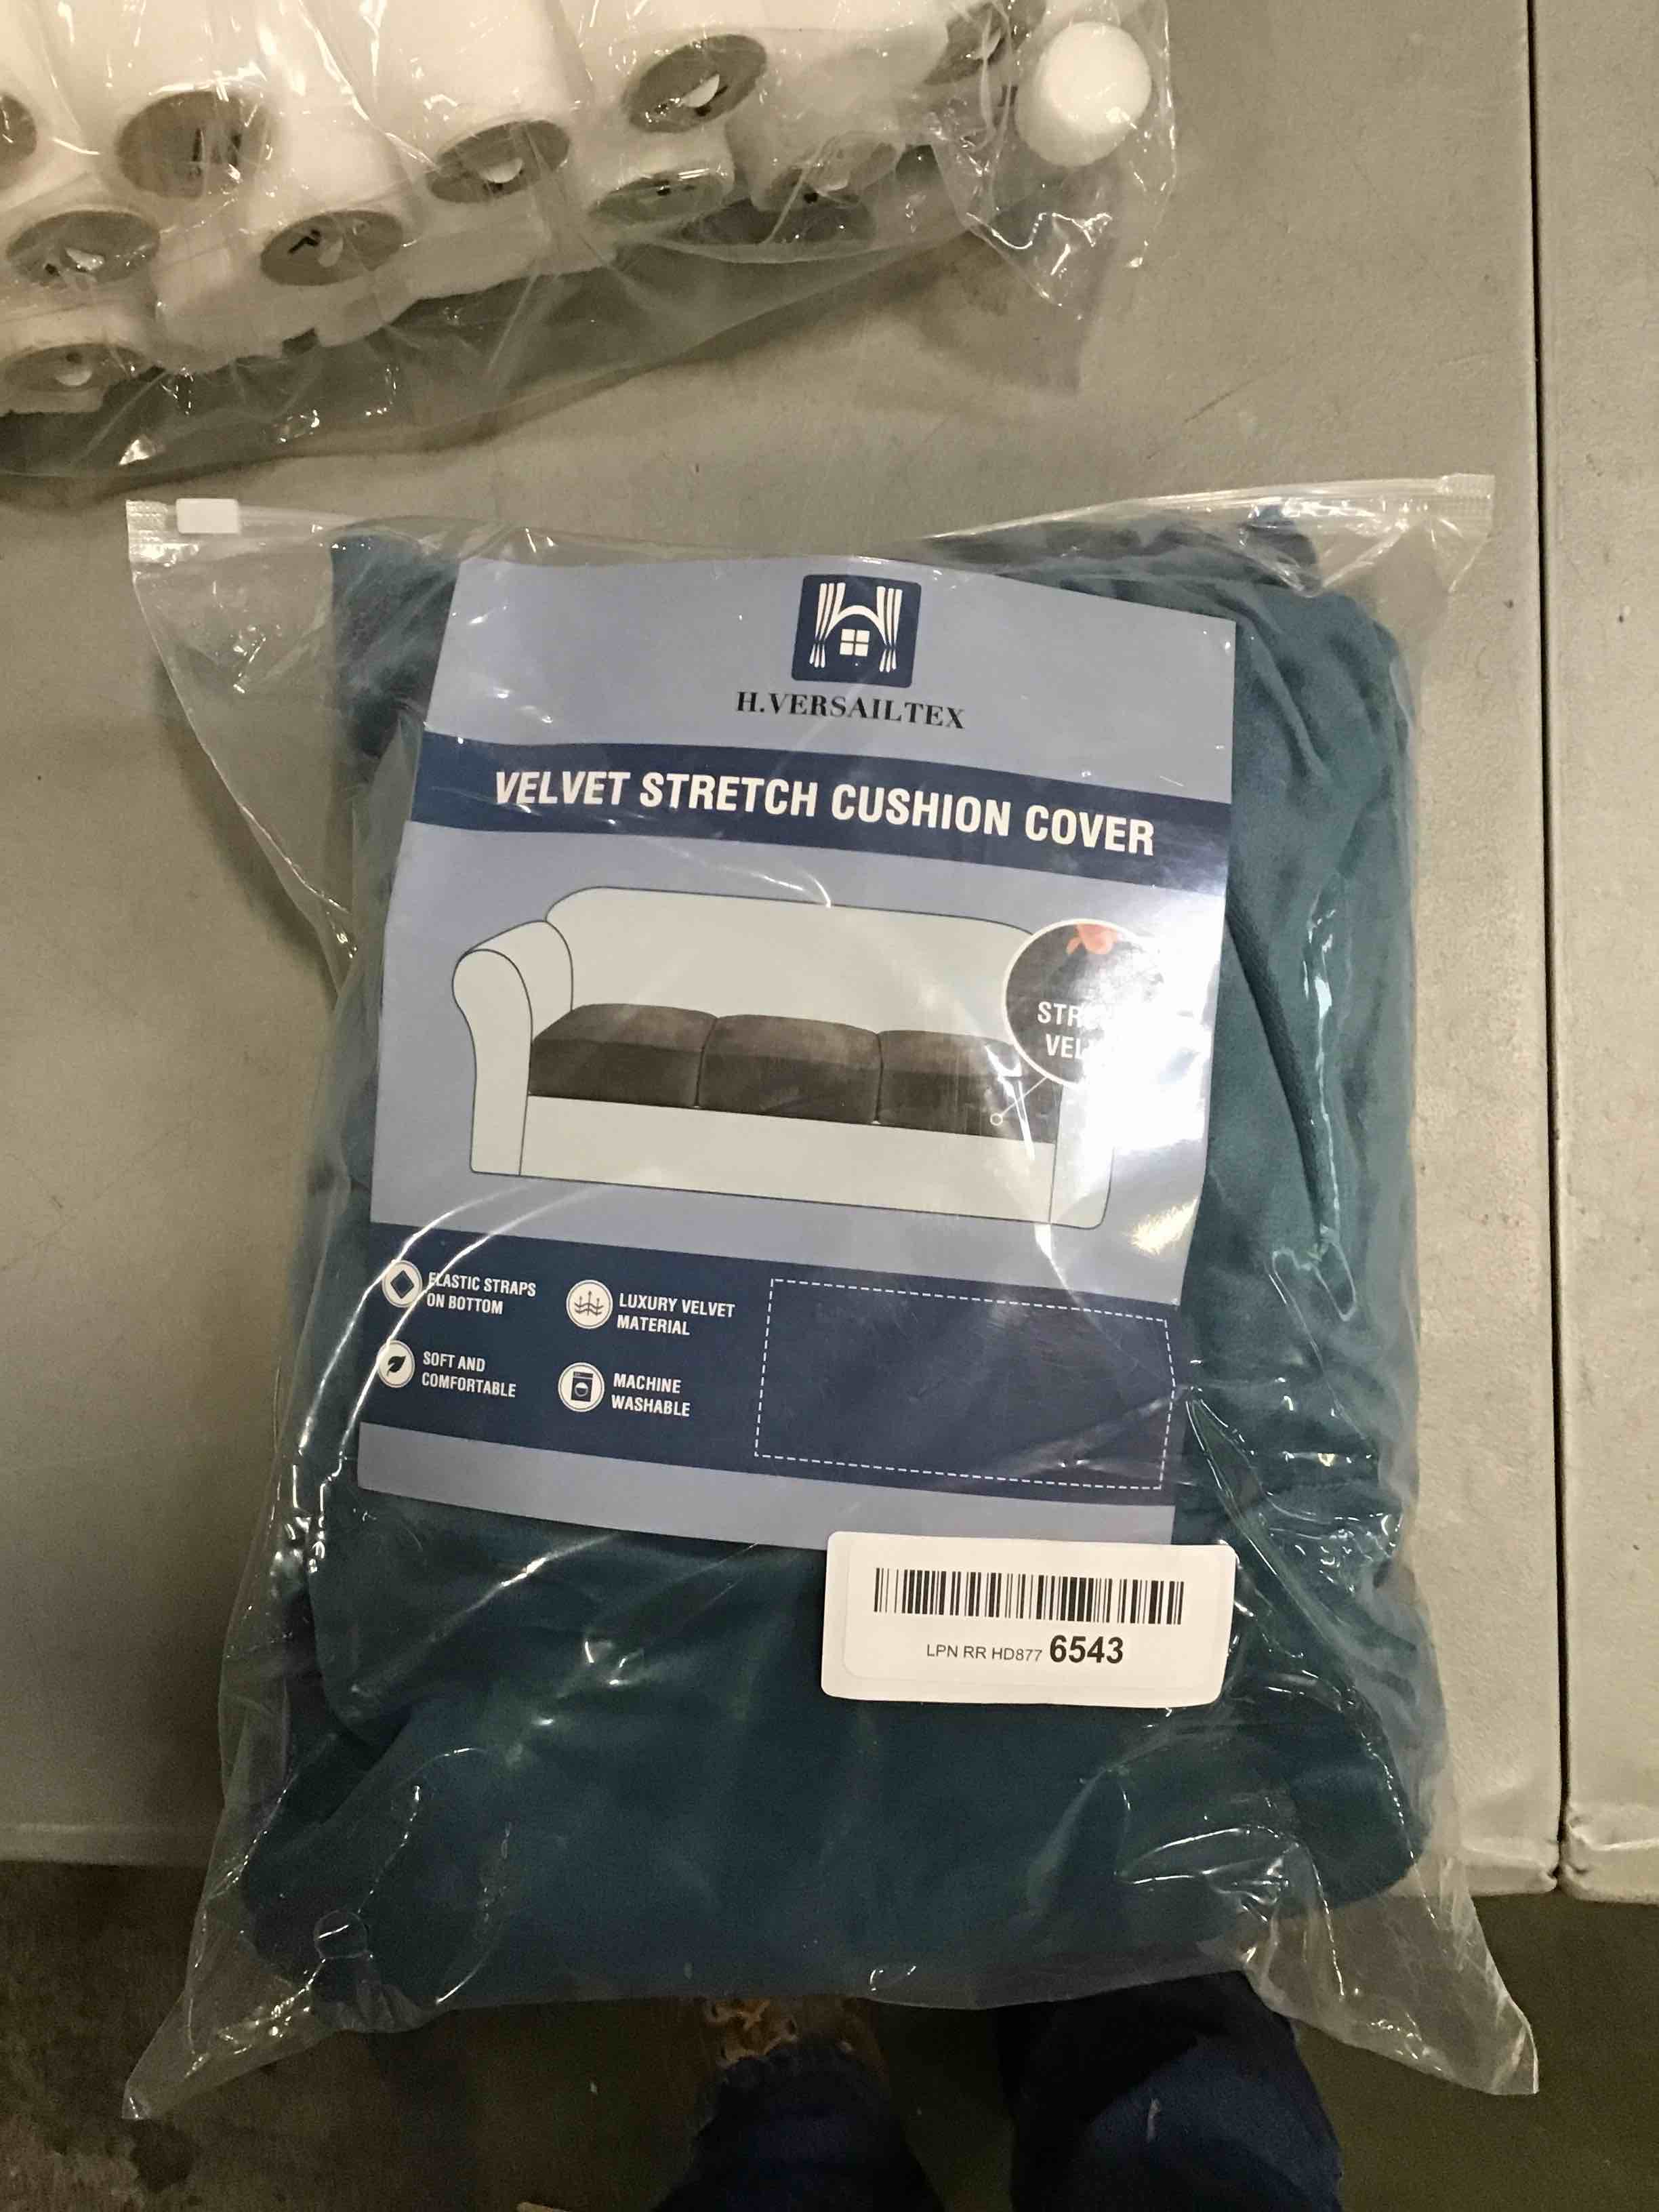 H.VERSAILTEX
VELVET STRETCH CUSHION COVER
ELASTIC STRAPS
ON BOTTOM
LUXURY VELVET
MATERIAL
SOFT AND
COMFORTABLE
MACHINE
WASHABLE
LPN RR HD877 6543